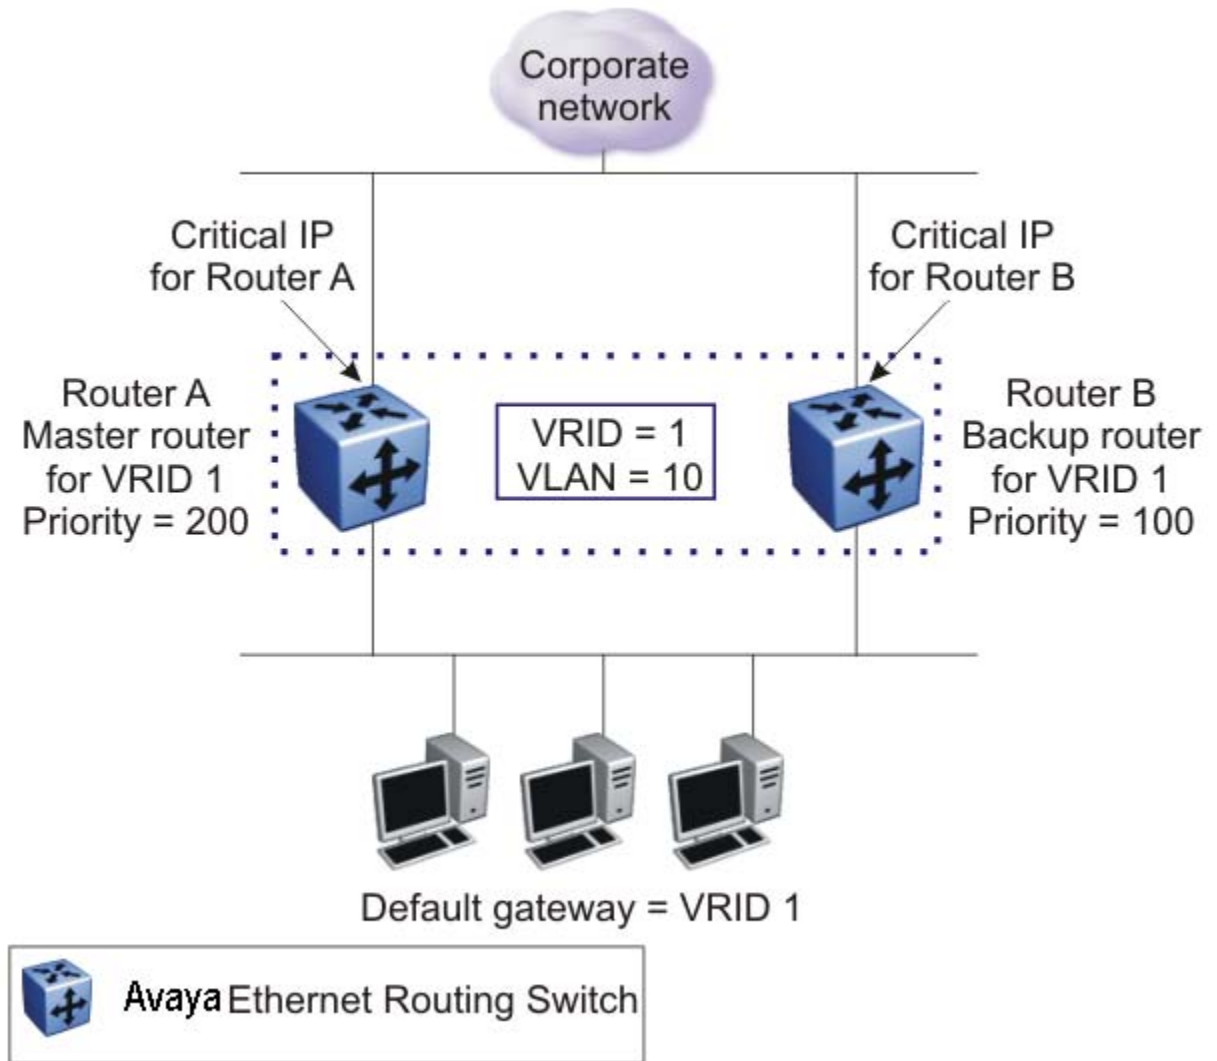 Corporate
network
Critical IP
for Router A
Critical IP
for Router B
Router A
Master router
for VRID 1
Priority = 200
VRID = 1
VLAN = 10
Router B
Backup router
for VRID 1
Priority = 100
Default gateway = VRID 1
Avaya Ethernet Routing Switch